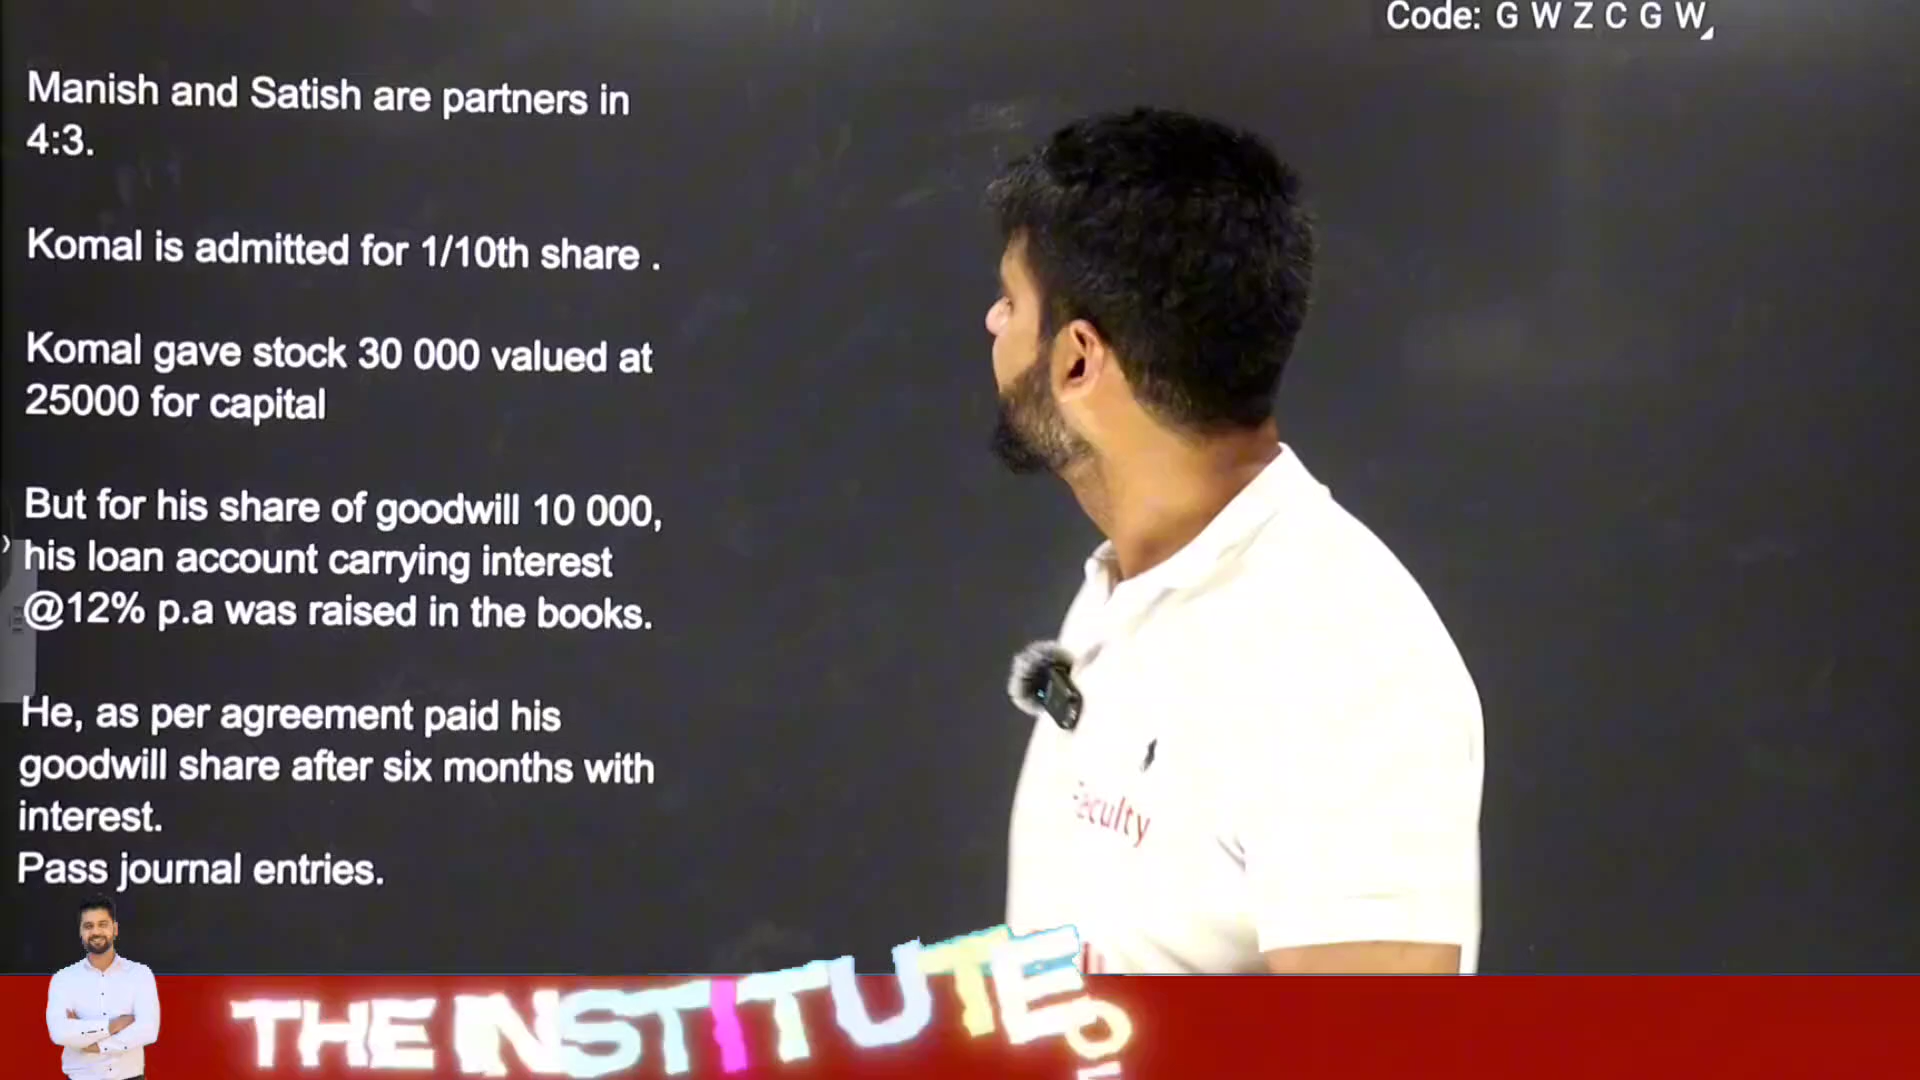 Code: G W Z C G W
Manish and Satish are partners in
4:3.
Komal is admitted for 1/10th share .
Komal gave stock 30 000 valued at
25000 for capital
But for his share of goodwill 10 000,
his loan account carrying interest
@12% p.a was raised in the books.
He, as per agreement paid his
goodwill share after six months with
interest.
Pass journal entries.
Faculty
THE INSTITUTE